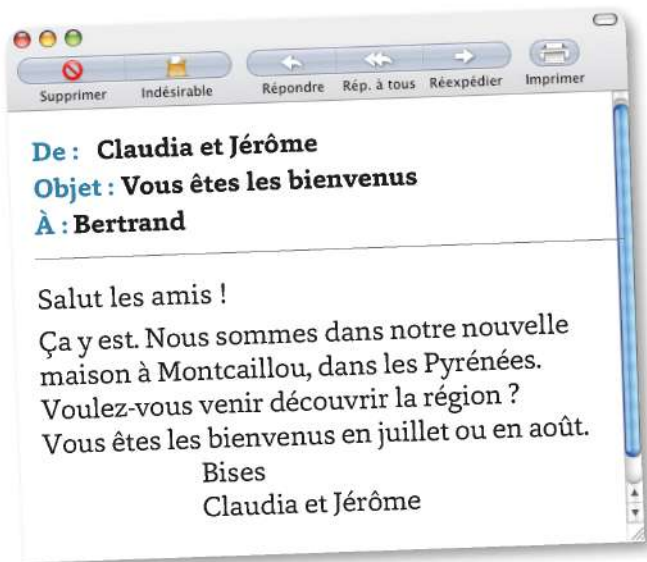 Supprimer Indésirable Répondre Rép. à tous Réexpédier Imprimer
De : Claudia et Jérôme
Objet : Vous êtes les bienvenus
À : Bertrand
Salut les amis !
Ça y est. Nous sommes dans notre nouvelle
maison à Montcaillou, dans les Pyrénées.
Voulez-vous venir découvrir la région ?
Vous êtes les bienvenus en juillet ou en août.
Bises
Claudia et Jérôme